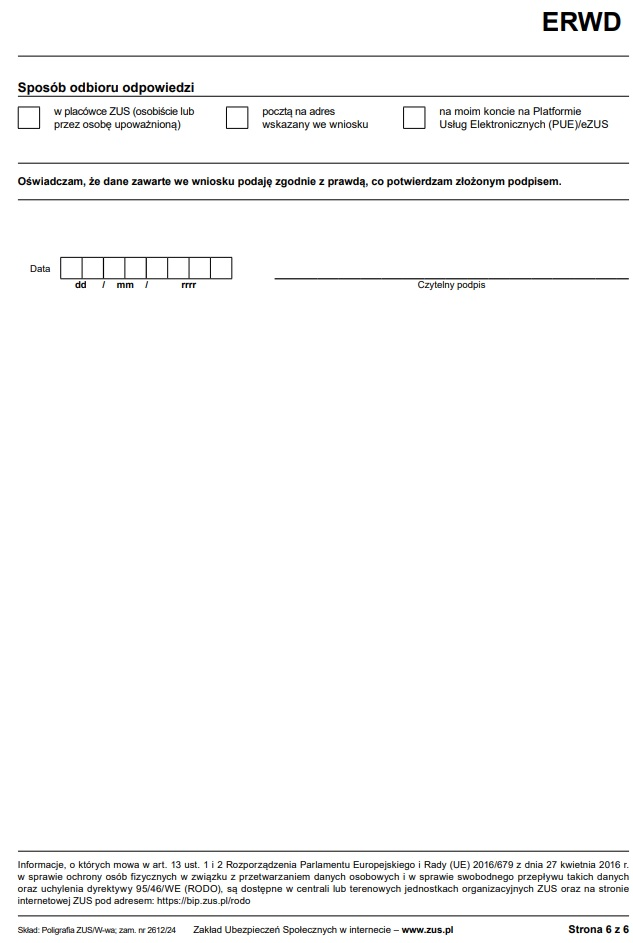 ERWD
Sposób odbioru odpowiedzi
w placówce ZUS (osobiście lub
przez osobę upoważnioną)
pocztą na adres
wskazany we wniosku
na moim koncie na Platformie
Usług Elektronicznych (PUE)/eZUS
Oświadczam, że dane zawarte we wniosku podaję zgodnie z prawdą, co potwierdzam złożonym podpisem.
Data
dd / mm / rrrr
Czytelny podpis
Informacje, o których mowa w art. 13 ust. 1 i 2 Rozporządzenia Parlamentu Europejskiego i Rady (UE) 2016/679 z dnia 27 kwietnia 2016 r.
w sprawie ochrony osób fizycznych w związku z przetwarzaniem danych osobowych i w sprawie swobodnego przepływu takich danych
oraz uchylenia dyrektywy 95/46/WE (RODO), są dostępne w centrali lub terenowych jednostkach organizacyjnych ZUS oraz na stronie
internetowej ZUS pod adresem: https://bip.zus.pl/rodo
Skład: Poligrafia ZUS/W-wa; zam. nr 2612/24 Zakład Ubezpieczeń Społecznych w internecie – www.zus.pl Strona 6 z 6